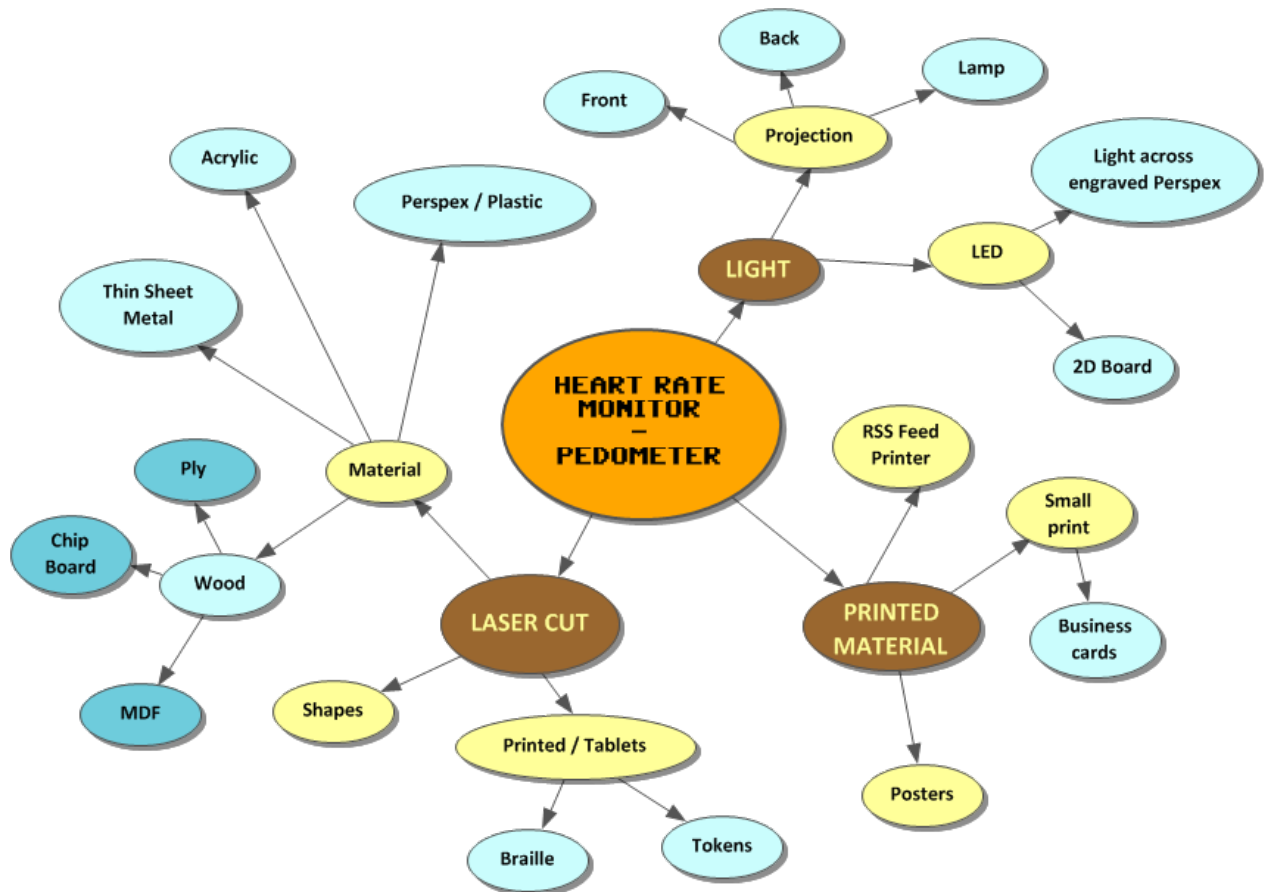 Back
Lamp
Front
Projection
Acrylic
Light across
engraved Perspex
Perspex / Plastic
LED
LIGHT
Thin Sheet
Metal
2D Board
HEART RATE
MONITOR
–
PEDOMETER
RSS Feed
Printer
Ply
Material
Small
print
Chip
Board
Wood
LASER CUT
PRINTED
MATERIAL
Business
cards
MDF
Shapes
Printed / Tablets
Posters
Braille
Tokens